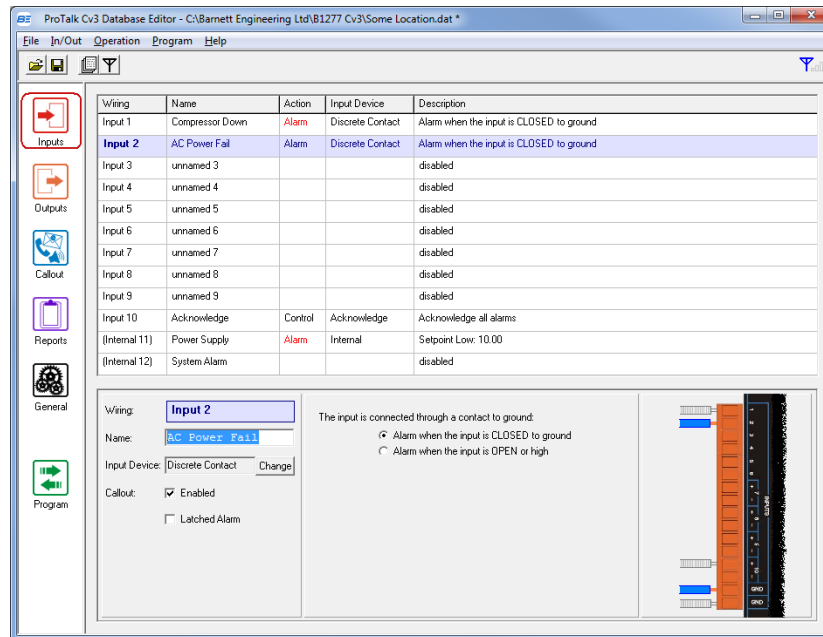 BE ProTalk Cv3 Database Editor - C:\Barnett Engineering Ltd\B1277 Cv3\Some Location.dat *
File In/Out Operation Program Help
Wiring Name Action Input Device Description
Input 1 Compressor Down Alarm Discrete Contact Alarm when the input is CLOSED to ground
Input 2 AC Power Fail Alarm Discrete Contact Alarm when the input is CLOSED to ground
Input 3 unnamed 3 disabled
Input 4 unnamed 4 disabled
Input 5 unnamed 5 disabled
Input 6 unnamed 6 disabled
Input 7 unnamed 7 disabled
Input 8 unnamed 8 disabled
Input 9 unnamed 9 disabled
Input 10 Acknowledge Control Acknowledge Acknowledge all alarms
(Internal 11) Power Supply Alarm Internal Setpoint Low: 10.00
(Internal 12) System Alarm disabled
Inputs
Outputs
Callout
Reports
General
Program
Wiring: Input 2
Name: AC Power Fail
Input Device: Discrete Contact Change
Callout: Enabled
Latched Alarm
The input is connected through a contact to ground:
Alarm when the input is CLOSED to ground
Alarm when the input is OPEN or high
INPUTS
GND
GND